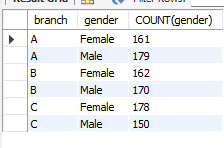 branch gender COUNT(gender)
A Female 161
A Male 179
B Female 162
B Male 170
C Female 178
C Male 150